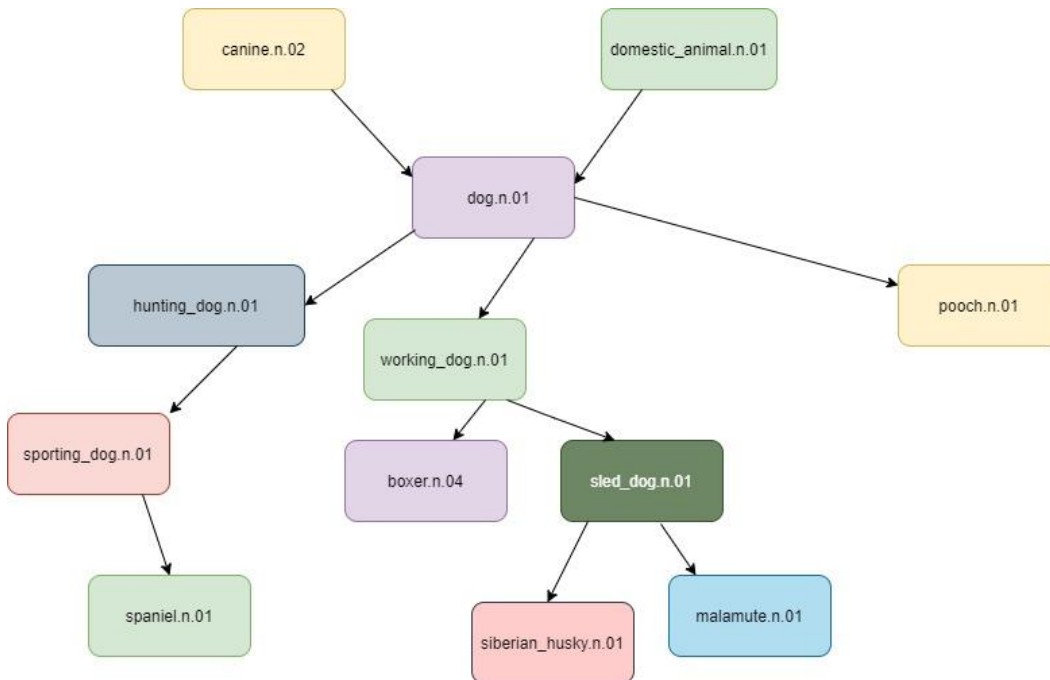 canine.n.02
domestic_animal.n.01
dog.n.01
hunting_dog.n.01
pooch.n.01
working_dog.n.01
sporting_dog.n.01
boxer.n.04
sled_dog.n.01
spaniel.n.01
siberian_husky.n.01
malamute.n.01